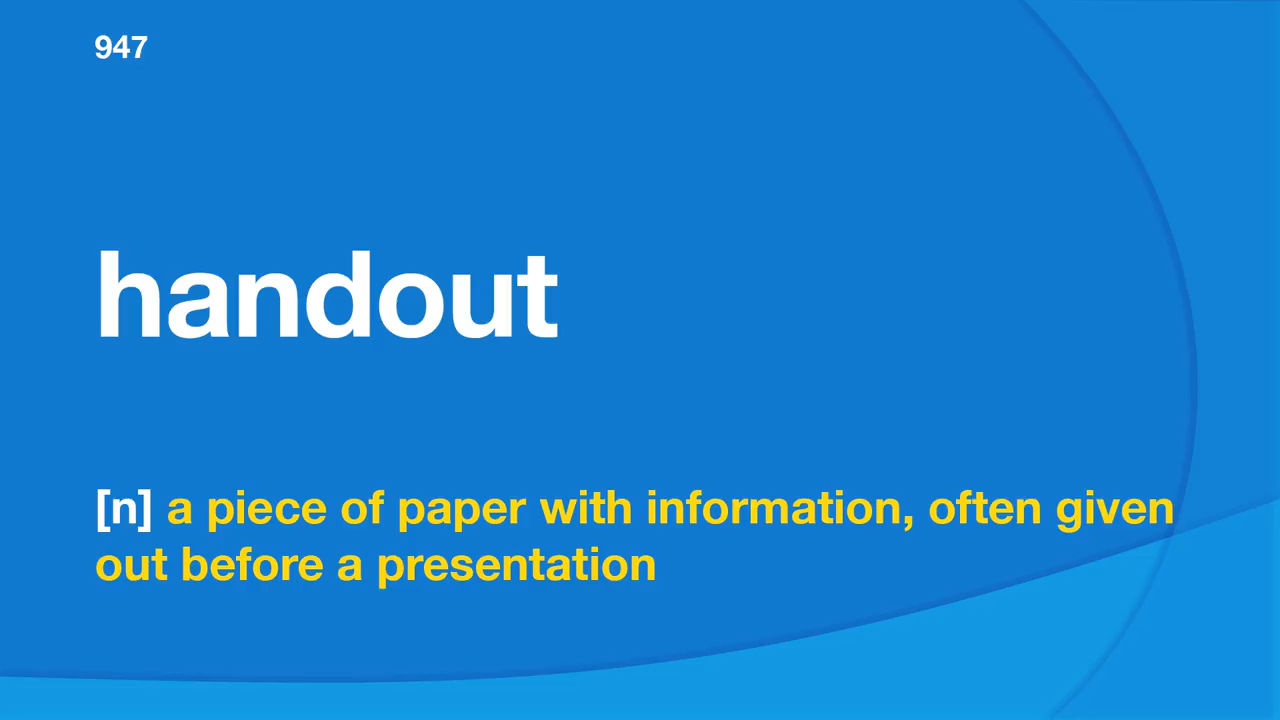 947
handout
[n] a piece of paper with information, often given
out before a presentation